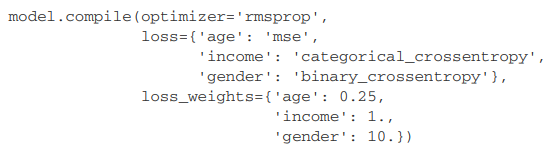 model.compile(optimizer='rmsprop',
              loss={'age': 'mse',
                    'income': 'categorical_crossentropy',
                    'gender': 'binary_crossentropy'},
              loss_weights={'age': 0.25,
                            'income': 1.,
                            'gender': 10.})